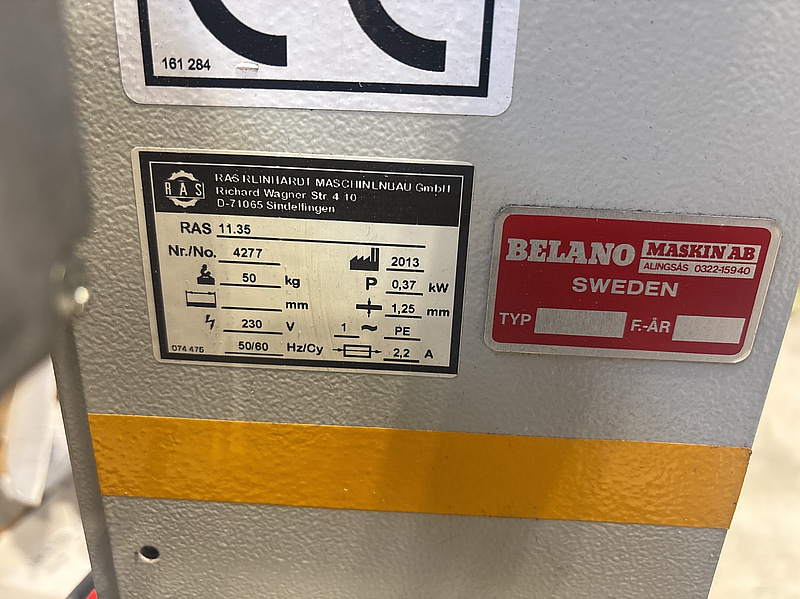 CE
161 284
RAS
RAS REINHARDT MASCHINENBAU GmbH
Richard Wagner Str. 4-10
D-71065 Sindelfingen
RAS 11.35
Nr./No. 4277
2013
50 kg
P 0,37 kW
mm
1,25 mm
230 V
1 ~ PE
074 475
50/60 Hz/Cy
2,2 A
BELANO MASKIN AB
ALINGSÅS 0322-15940
SWEDEN
TYP
F.-ÅR